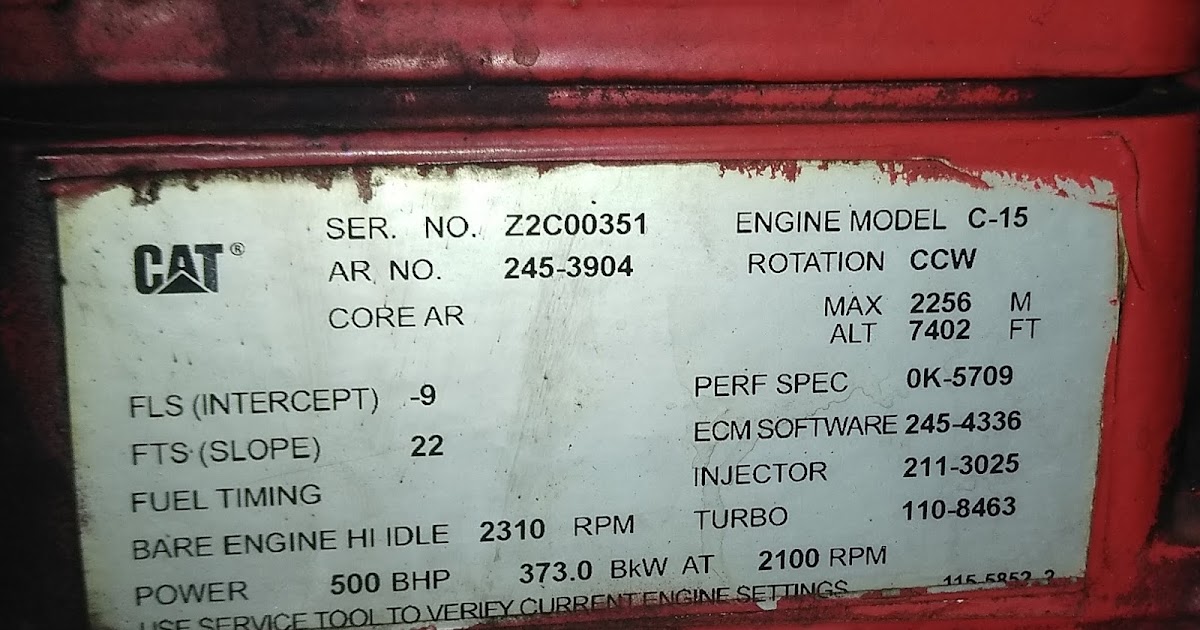 CAT®
SER. NO. Z2C00351
AR NO. 245-3904
CORE AR
ENGINE MODEL C-15
ROTATION CCW
MAX 2256 M
ALT 7402 FT
FLS (INTERCEPT) -9
FTS (SLOPE) 22
FUEL TIMING
BARE ENGINE HI IDLE 2310 RPM
POWER 500 BHP 373.0 BkW AT 2100 RPM
PERF SPEC 0K-5709
ECM SOFTWARE 245-4336
INJECTOR 211-3025
TURBO 110-8463
USE SERVICE TOOL TO VERIFY CURRENT ENGINE SETTINGS